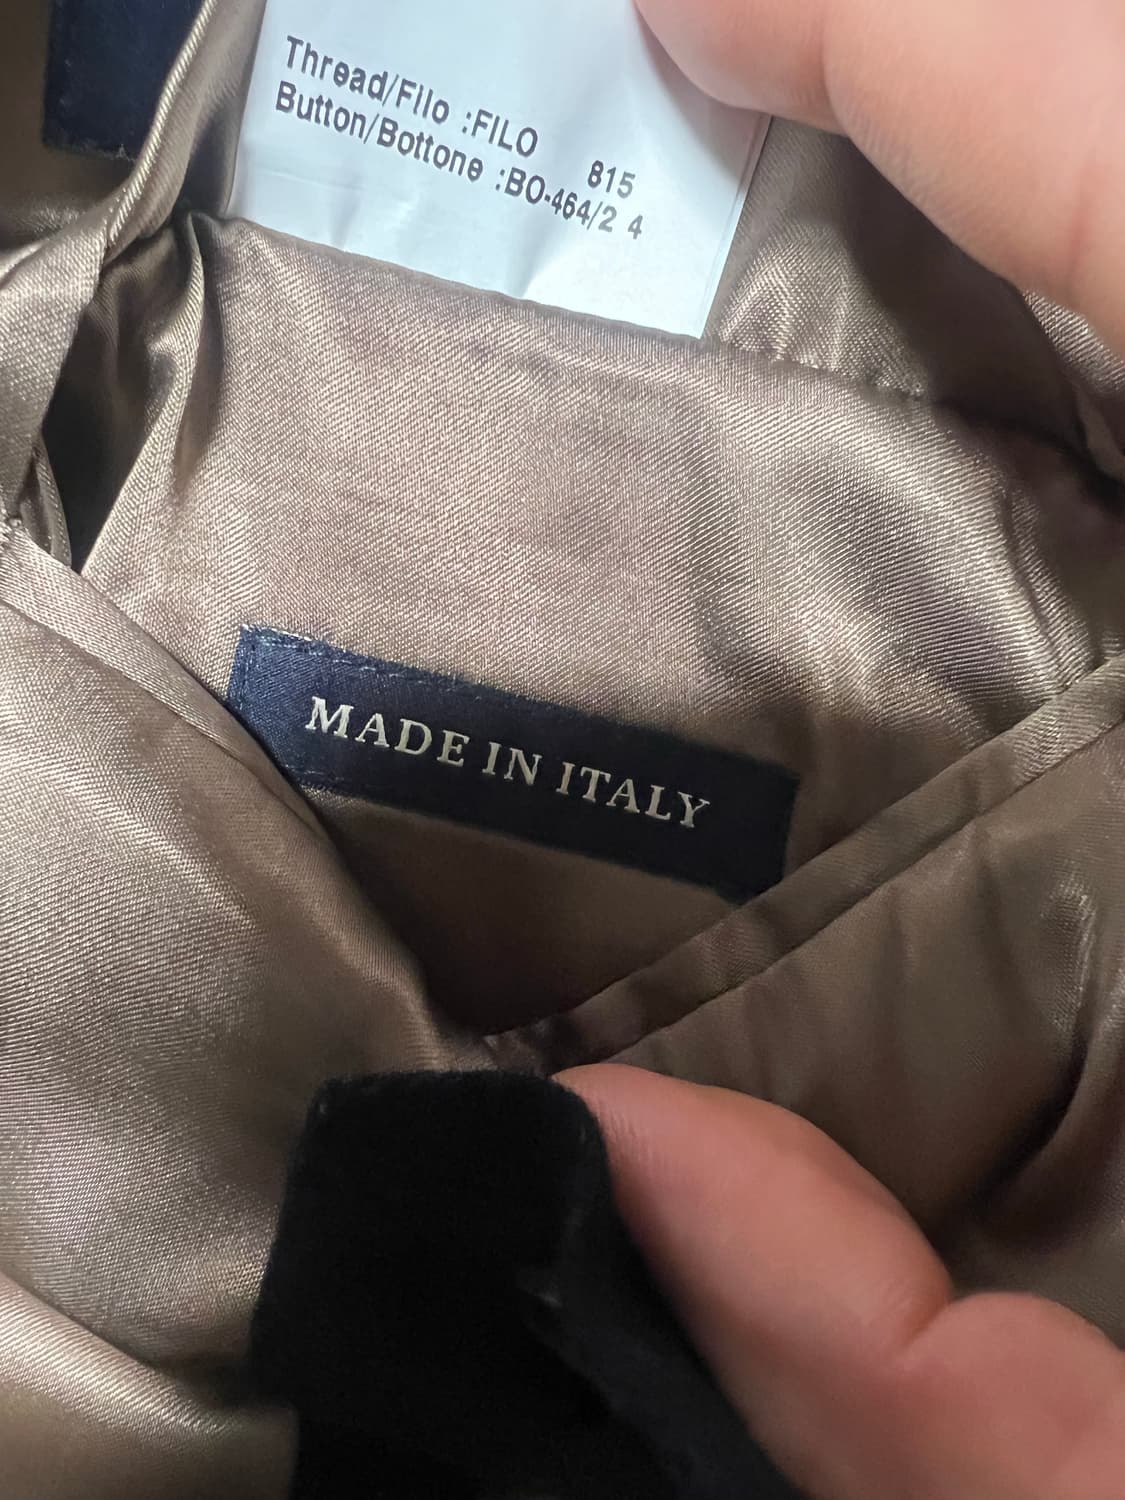 Thread/Filo :FILO 815
Button/Bottone :BO-464/2 4
MADE IN ITALY